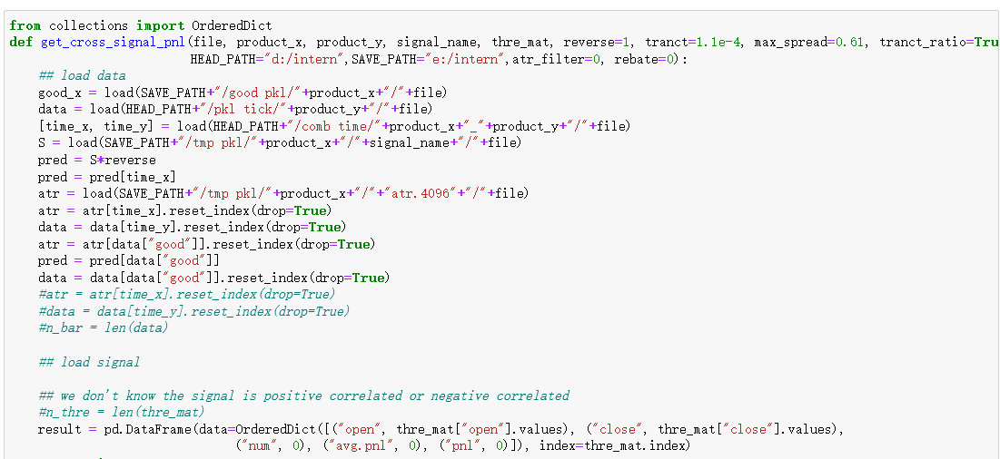 from collections import OrderedDict
def get_cross_signal_pnl(file, product_x, product_y, signal_name, thre_mat, reverse=1, tranct=1.1e-4, max_spread=0.61, tranct_ratio=Tru
                         HEAD_PATH="d:/intern",SAVE_PATH="e:/intern",atr_filter=0, rebate=0):
    ## load data
    good_x = load(SAVE_PATH+"/good pkl/"+product_x+"/"+file)
    data = load(HEAD_PATH+"/pkl tick/"+product_y+"/"+file)
    [time_x, time_y] = load(HEAD_PATH+"/comb time/"+product_x+"_"+product_y+"/"+file)
    S = load(SAVE_PATH+"/tmp pkl/"+product_x+"/"+signal_name+"/"+file)
    pred = S*reverse
    pred = pred[time_x]
    atr = load(SAVE_PATH+"/tmp pkl/"+product_x+"/"+"atr.4096"+"/"+file)
    atr = atr[time_x].reset_index(drop=True)
    data = data[time_y].reset_index(drop=True)
    atr = atr[data["good"]].reset_index(drop=True)
    pred = pred[data["good"]]
    data = data[data["good"]].reset_index(drop=True)
    #atr = atr[time_x].reset_index(drop=True)
    #data = data[time_y].reset_index(drop=True)
    #n_bar = len(data)
    ## load signal
    ## we don't know the signal is positive correlated or negative correlated
    #n_thre = len(thre_mat)
    result = pd.DataFrame(data=OrderedDict([("open", thre_mat["open"].values), ("close", thre_mat["close"].values),
                               ("num", 0), ("avg.pnl", 0), ("pnl", 0)]), index=thre_mat.index)